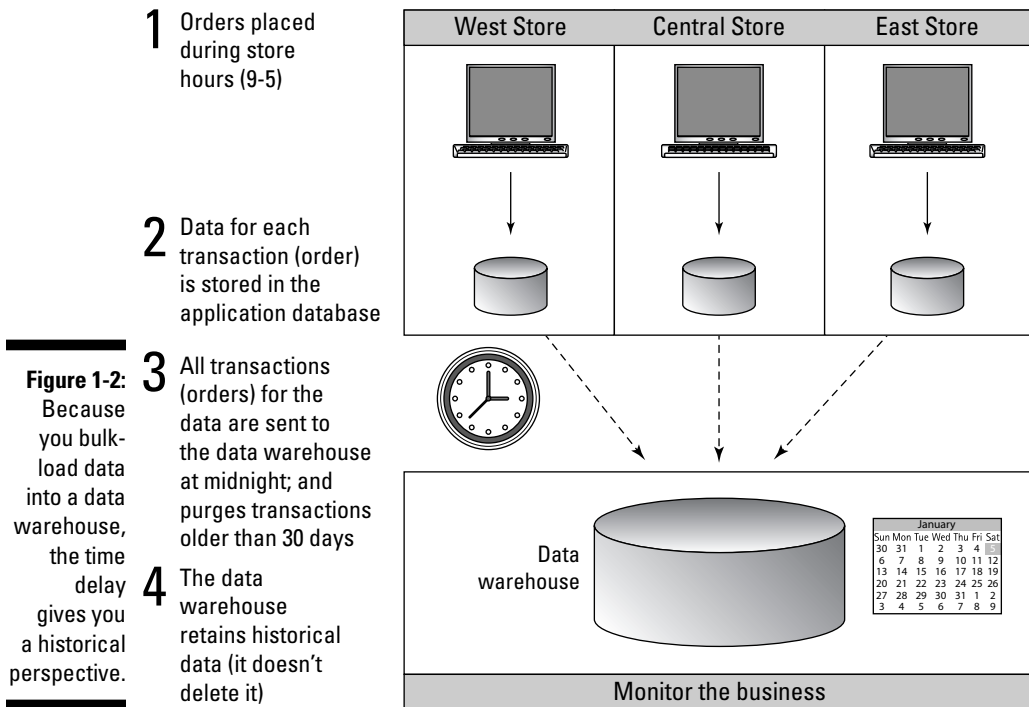 1 Orders placed
during store
hours (9-5)
2 Data for each
transaction (order)
is stored in the
application database
3 All transactions
(orders) for the
data are sent to
the data warehouse
at midnight; and
purges transactions
older than 30 days
4 The data
warehouse
retains historical
data (it doesn't
delete it)
Figure 1-2:
Because
you bulk-
load data
into a data
warehouse,
the time
delay
gives you
a historical
perspective.
West Store
Central Store
East Store
Data
warehouse
January
Sun Mon Tue Wed Thu Fri Sat
30 31 1 2 3 4 5
6 7 8 9 10 11 12
13 14 15 16 17 18 19
20 21 22 23 24 25 26
27 28 29 30 31 1 2
3 4 5 6 7 8 9
Monitor the business